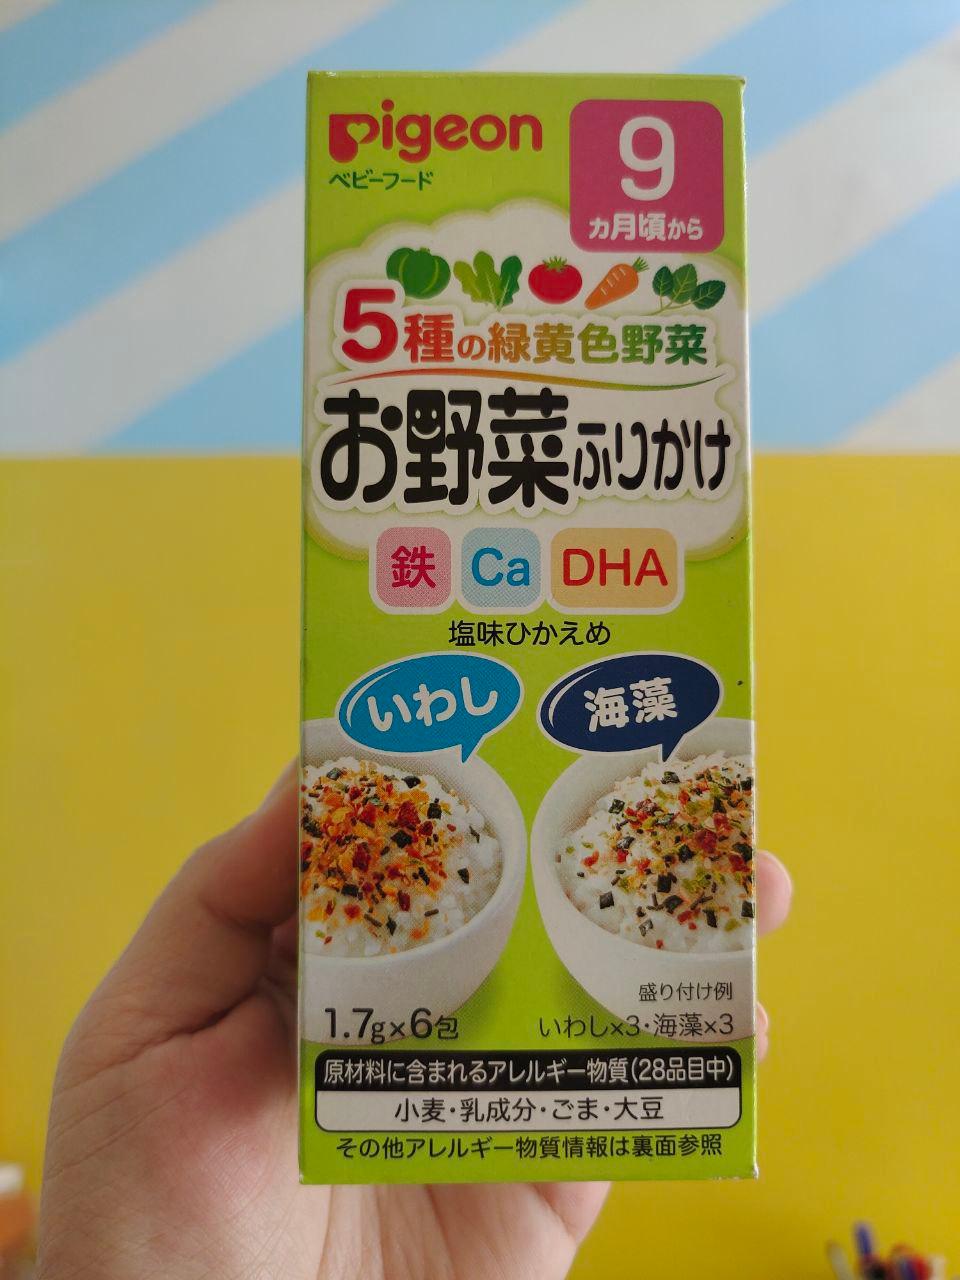 pigeon
ベビーフード
9
カ月頃から
5種の緑黄色野菜
お野菜ふりかけ
鉄 Ca DHA
塩味ひかえめ
いわし 海藻
盛り付け例
1.7g×6包 いわし×3・海藻×3
原材料に含まれるアレルギー物質(28品目中)
小麦・乳成分・ごま・大豆
その他アレルギー物質情報は裏面参照